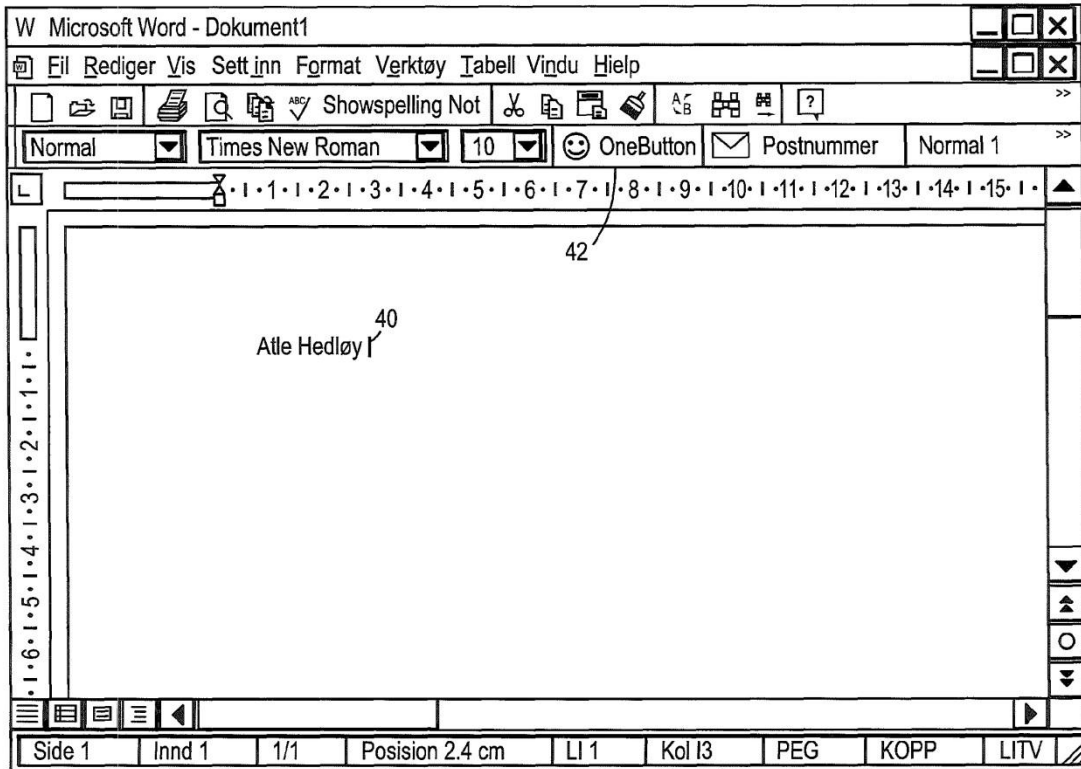 W Microsoft Word - Dokument1
Fil Rediger Vis Sett inn Format Verktøy Tabell Vindu Hielp
ABC Showspelling Not A B ? >>
Normal Times New Roman 10 OneButton Postnummer Normal 1 >>
L 1 2 3 4 5 6 7 8 9 10 11 12 13 14 15
42
40
Atle Hedløy
1 2 3 4 5 6
Side 1 Innd 1 1/1 Posision 2.4 cm LI 1 Kol I3 PEG KOPP LITV